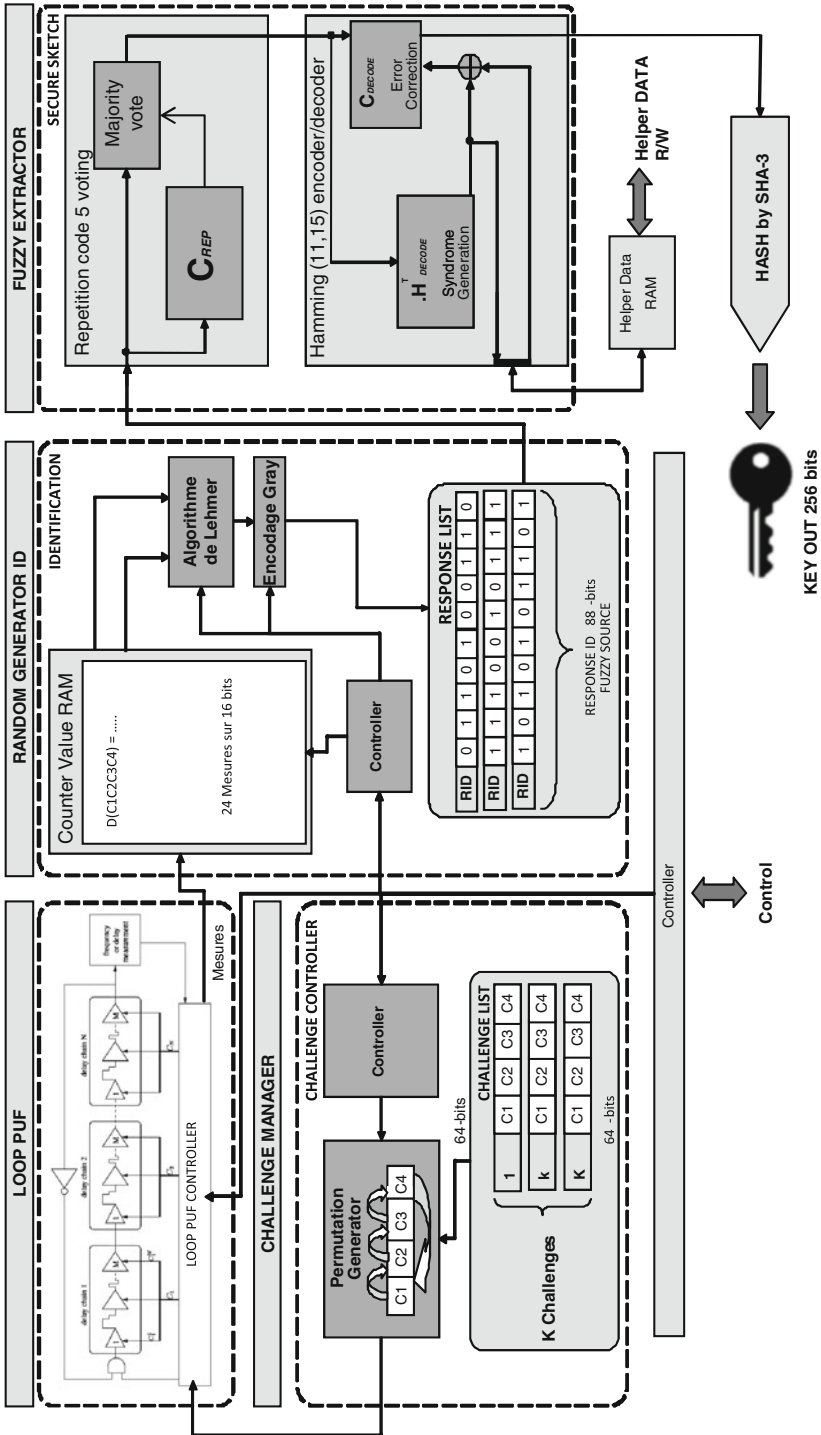 LOOP PUF
delay chain 1
delay chain 2
delay chain N
frequency
or delay
measurement
LOOP PUF CONTROLLER
Mesures
CHALLENGE MANAGER
CHALLENGE CONTROLLER
Permutation
Generator
C1 C2 C3 C4
Controller
64-bits
CHALLENGE LIST
1 C1 C2 C3 C4
k C1 C2 C3 C4
K C1 C2 C3 C4
K Challenges
64 -bits
RANDOM GENERATOR ID
IDENTIFICATION
Counter Value RAM
D(C1C2C3C4) = .....
24 Mesures sur 16 bits
Algorithme
de Lehmer
Encodage Gray
Controller
RESPONSE LIST
RID 0 1 1 0 1 0 0 1 1 0
RID 1 1 1 0 0 1 0 1 1 1
RID 1 0 1 0 1 0 1 1 0 1
RESPONSE ID 88 -bits
FUZZY SOURCE
FUZZY EXTRACTOR
SECURE SKETCH
Repetition code 5 voting
Majority
vote
C REP
Hamming (11,15) encoder/decoder
C DECODE
Error
Correction
.H T DECODE
Syndrome
Generation
Helper Data
RAM
Helper DATA
R/W
HASH by SHA-3
KEY OUT 256 bits
Controller
Control